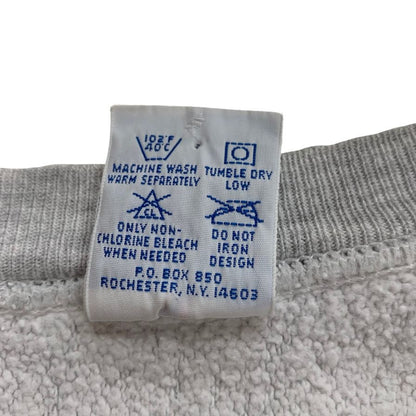 102°F
40°C
MACHINE WASH
WARM SEPARATELY
TUMBLE DRY
LOW
CL
ONLY NON-
CHLORINE BLEACH
WHEN NEEDED
DO NOT
IRON
DESIGN
P.O. BOX 850
ROCHESTER, N.Y. 14603